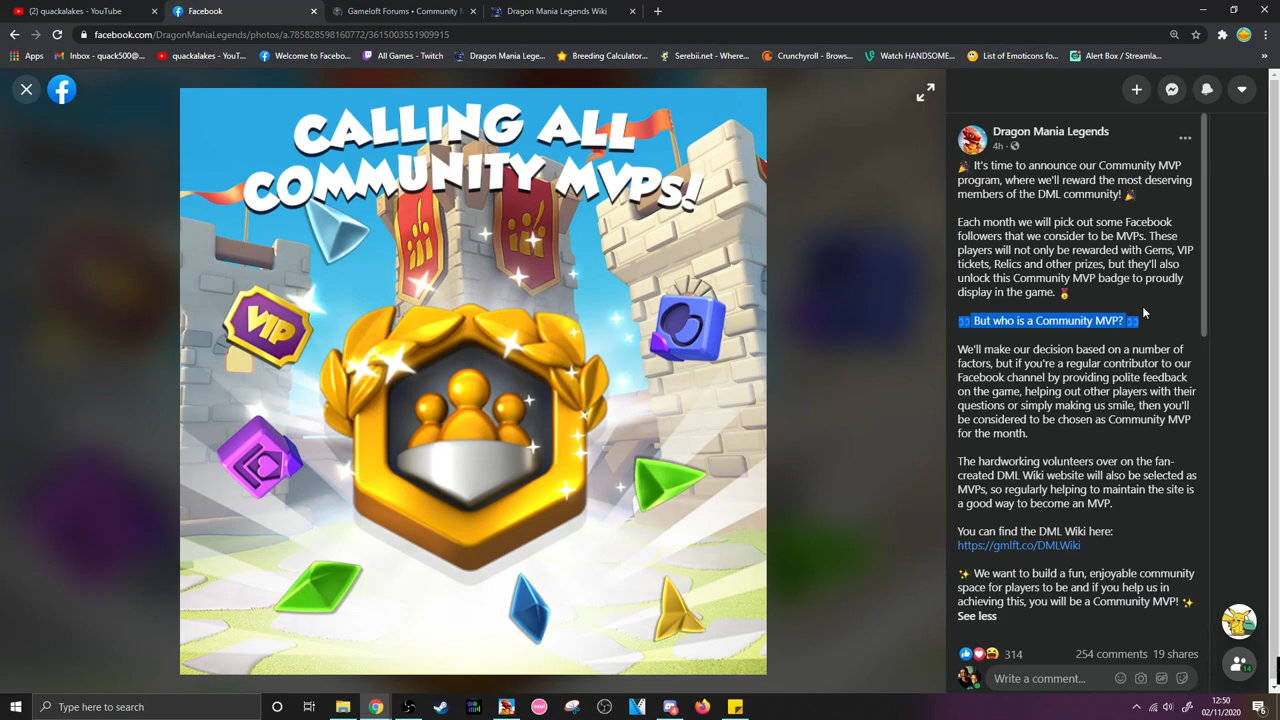 (2) quackalakes - YouTube
Facebook
Gameloft Forums • Community M
Dragon Mania Legends Wiki
facebook.com/DragonManiaLegends/photos/a.785828598160772/3615003551909915
Apps
Inbox - quack500@...
quackalakes - YouT...
Welcome to Facebo...
All Games - Twitch
Dragon Mania Lege...
Breeding Calculator...
Serebii.net - Where...
Crunchyroll - Brows...
Watch HANDSOME...
List of Emoticons fo...
Alert Box / Streamla...
CALLING ALL
COMMUNITY MVPs!
VIP
Dragon Mania Legends
4h
🎉 It's time to announce our Community MVP
program, where we'll reward the most deserving
members of the DML community! 🎉
Each month we will pick out some Facebook
followers that we consider to be MVPs. These
players will not only be rewarded with Gems, VIP
tickets, Relics and other prizes, but they'll also
unlock this Community MVP badge to proudly
display in the game. 🏅
👀 But who is a Community MVP? 👀
We'll make our decision based on a number of
factors, but if you're a regular contributor to our
Facebook channel by providing polite feedback
on the game, helping out other players with their
questions or simply making us smile, then you'll
be considered to be chosen as Community MVP
for the month.
The hardworking volunteers over on the fan-
created DML Wiki website will also be selected as
MVPs, so regularly helping to maintain the site is
a good way to become an MVP.
You can find the DML Wiki here:
https://gmlft.co/DMLWiki
✨ We want to build a fun, enjoyable community
space for players to be and if you help us in
achieving this, you will be a Community MVP! ✨
See less
314
254 comments 19 shares
Write a comment...
14
Type here to search
12:50
02/11/2020